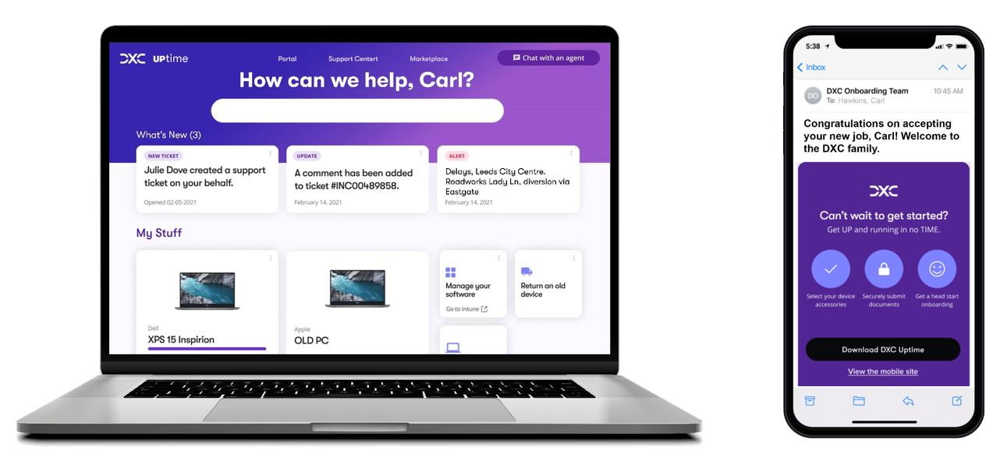 DXC UPtime
Portal
Support Centert
Marketplace
Chat with an agent
How can we help, Carl?
What's New (3)
NEW TICKET
Julie Dove created a support
ticket on your behalf.
Opened 02-05-2021
UPDATE
A comment has been added
to ticket #INC00489858.
February 14, 2021
ALERT
Delays, Leeds City Centre.
Roadworks Lady Ln, diversion via
Eastgate
February 14, 2021
My Stuff
Dell
XPS 15 Inspirion
Apple
OLD PC
Manage your
software
Go to Intune
Return an old
device
5:38
Inbox
DO
DXC Onboarding Team
10:45 AM
To: Hawkins, Carl
Congratulations on accepting
your new job, Carl! Welcome to
the DXC family.
DXC
Can't wait to get started?
Get UP and running in no TIME.
Select your device
accessories
Securely submit
documents
Get a head start
onboarding
Download DXC Uptime
View the mobile site